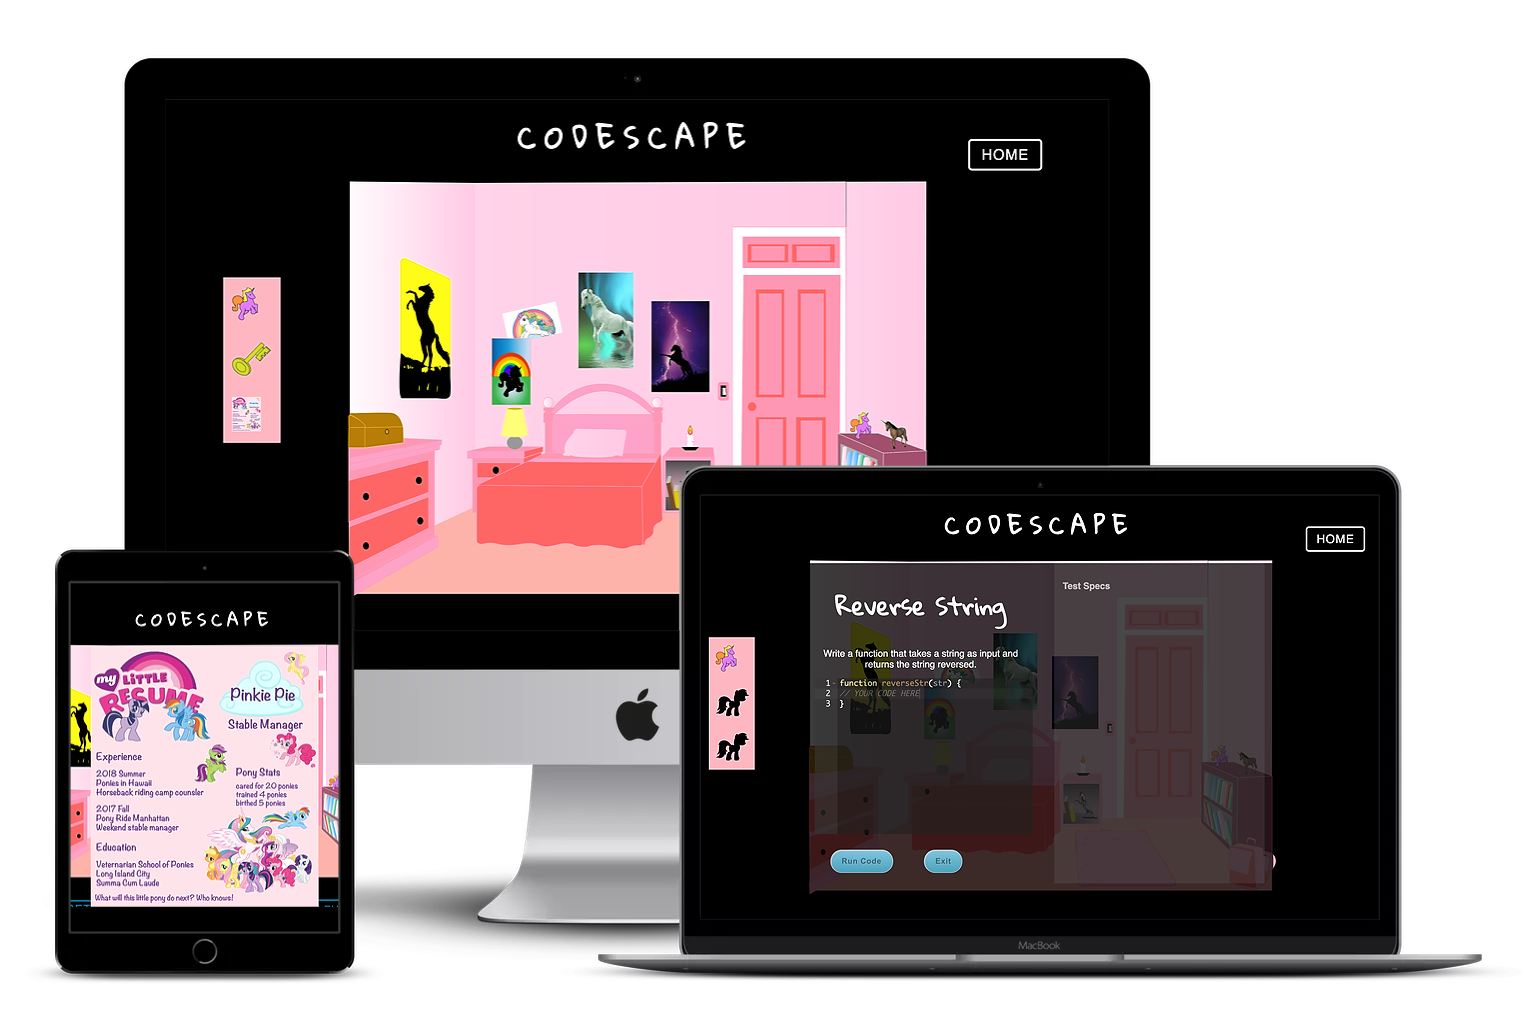 CODESCAPE
HOME
CODESCAPE
HOME
Reverse String
Test Specs
Write a function that takes a string as input and
returns the string reversed.
1 function reverseStr(str) {
2 // YOUR CODE HERE
3 }
Run Code
Exit
MacBook
CODESCAPE
my LiTTLE
RESUME
Pinkie Pie
Stable Manager
Experience
2018 Summer
Ponies in Hawaii
Horseback riding camp counsler
2017 Fall
Pony Ride Manhattan
Weekend stable manager
Pony Stats
cared for 20 ponies
trained 4 ponies
birthed 5 ponies
Education
Veternarian School of Ponies
Long Island City
Summa Cum Laude
What will this little pony do next? Who knows!